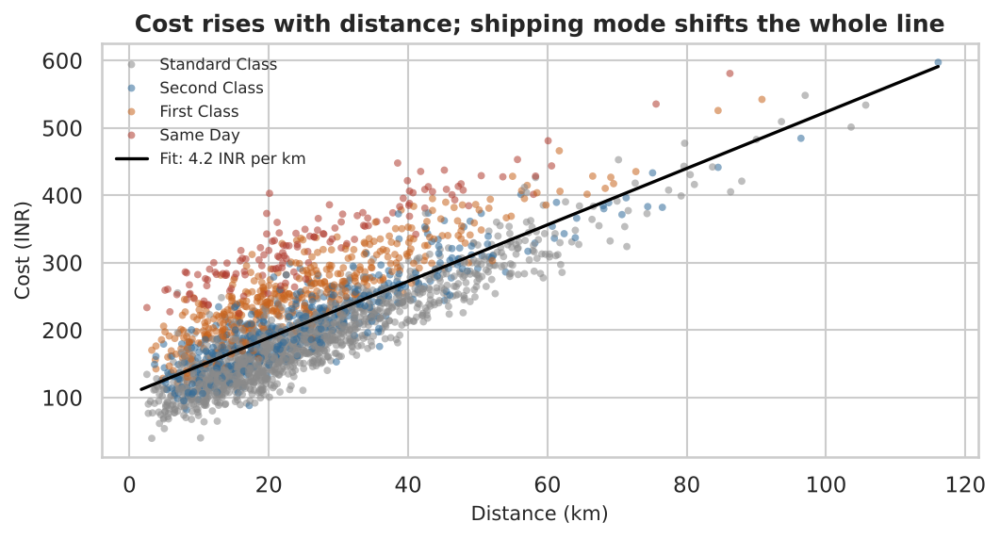 Cost rises with distance; shipping mode shifts the whole line
Standard Class
Second Class
First Class
Same Day
Fit: 4.2 INR per km
600
500
400
300
200
100
Cost (INR)
0 20 40 60 80 100 120
Distance (km)